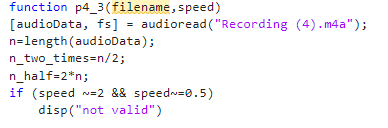 function p4_3(filename,speed)
[audioData, fs] = audioread("Recording (4).m4a");
n=length(audioData);
n_two_times=n/2;
n_half=2*n;
if (speed ~=2 && speed~=0.5)
    disp("not valid")